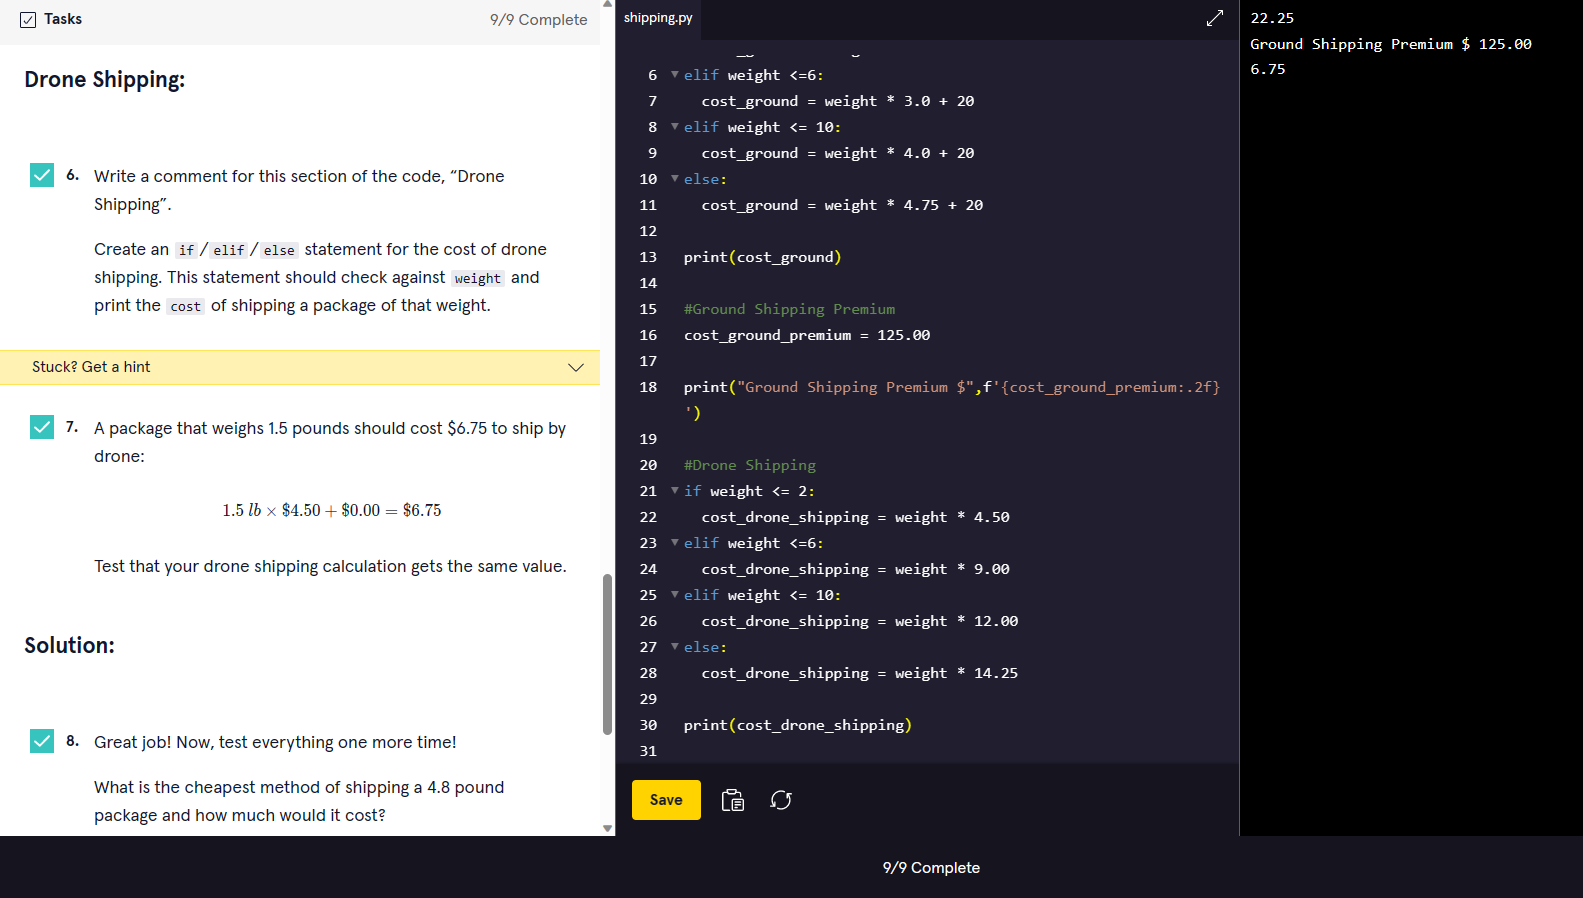 Tasks
9/9 Complete
Drone Shipping:
6. Write a comment for this section of the code, “Drone
Shipping”.
Create an if / elif / else statement for the cost of drone
shipping. This statement should check against weight and
print the cost of shipping a package of that weight.
Stuck? Get a hint
7. A package that weighs 1.5 pounds should cost $6.75 to ship by
drone:
1.5 lb × $4.50 + $0.00 = $6.75
Test that your drone shipping calculation gets the same value.
Solution:
8. Great job! Now, test everything one more time!
What is the cheapest method of shipping a 4.8 pound
package and how much would it cost?
shipping.py
6 elif weight <=6:
7 cost_ground = weight * 3.0 + 20
8 elif weight <= 10:
9 cost_ground = weight * 4.0 + 20
10 else:
11 cost_ground = weight * 4.75 + 20
12
13 print(cost_ground)
14
15 #Ground Shipping Premium
16 cost_ground_premium = 125.00
17
18 print("Ground Shipping Premium $",f'{cost_ground_premium:.2f}
')
19
20 #Drone Shipping
21 if weight <= 2:
22 cost_drone_shipping = weight * 4.50
23 elif weight <=6:
24 cost_drone_shipping = weight * 9.00
25 elif weight <= 10:
26 cost_drone_shipping = weight * 12.00
27 else:
28 cost_drone_shipping = weight * 14.25
29
30 print(cost_drone_shipping)
31
Save
22.25
Ground Shipping Premium $ 125.00
6.75
9/9 Complete